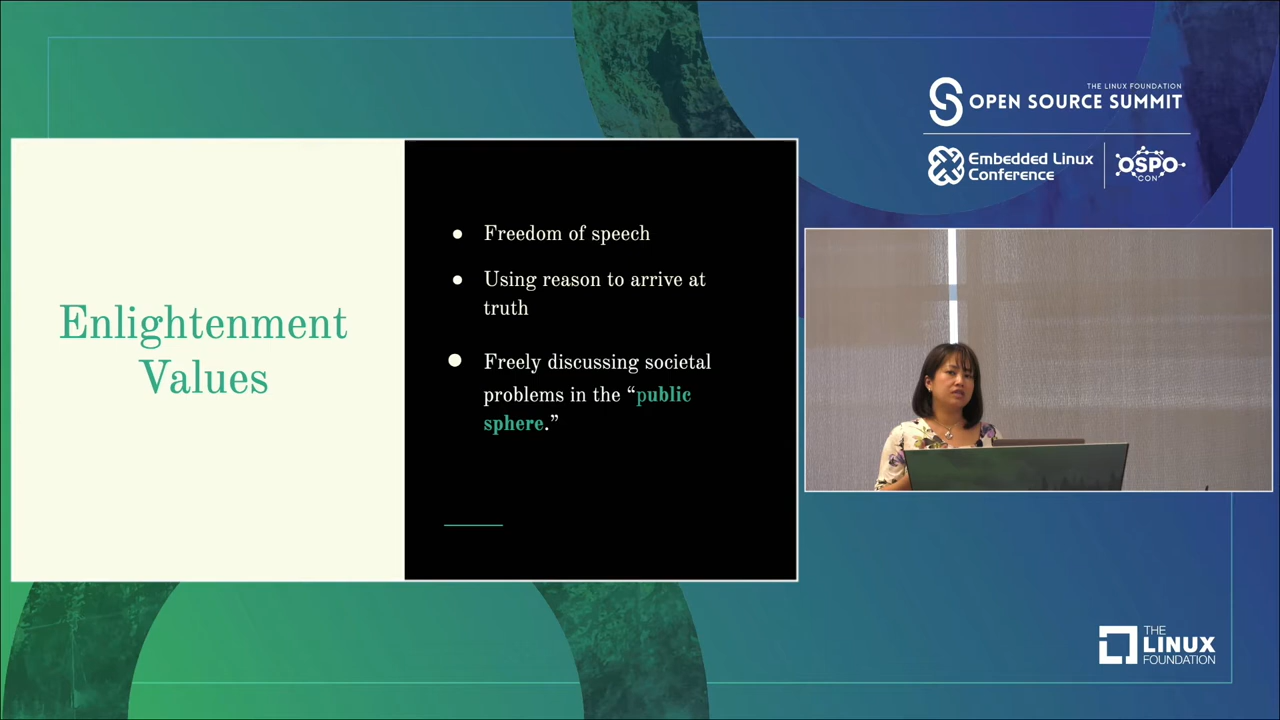 THE LINUX FOUNDATION
OPEN SOURCE SUMMIT
Embedded Linux
Conference
OSPO
CON
Enlightenment
Values
● Freedom of speech
● Using reason to arrive at
truth
● Freely discussing societal
problems in the “public
sphere.”
THE
LINUX
FOUNDATION